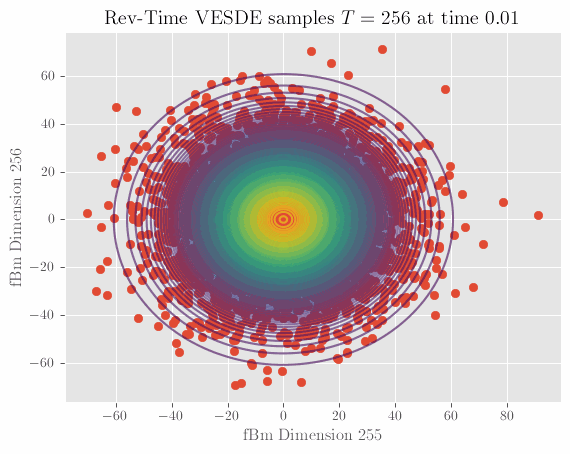 Rev-Time VESDE samples T = 256 at time 0.01
fBm Dimension 256
60
40
20
0
−20
−40
−60
−60 −40 −20 0 20 40 60 80
fBm Dimension 255